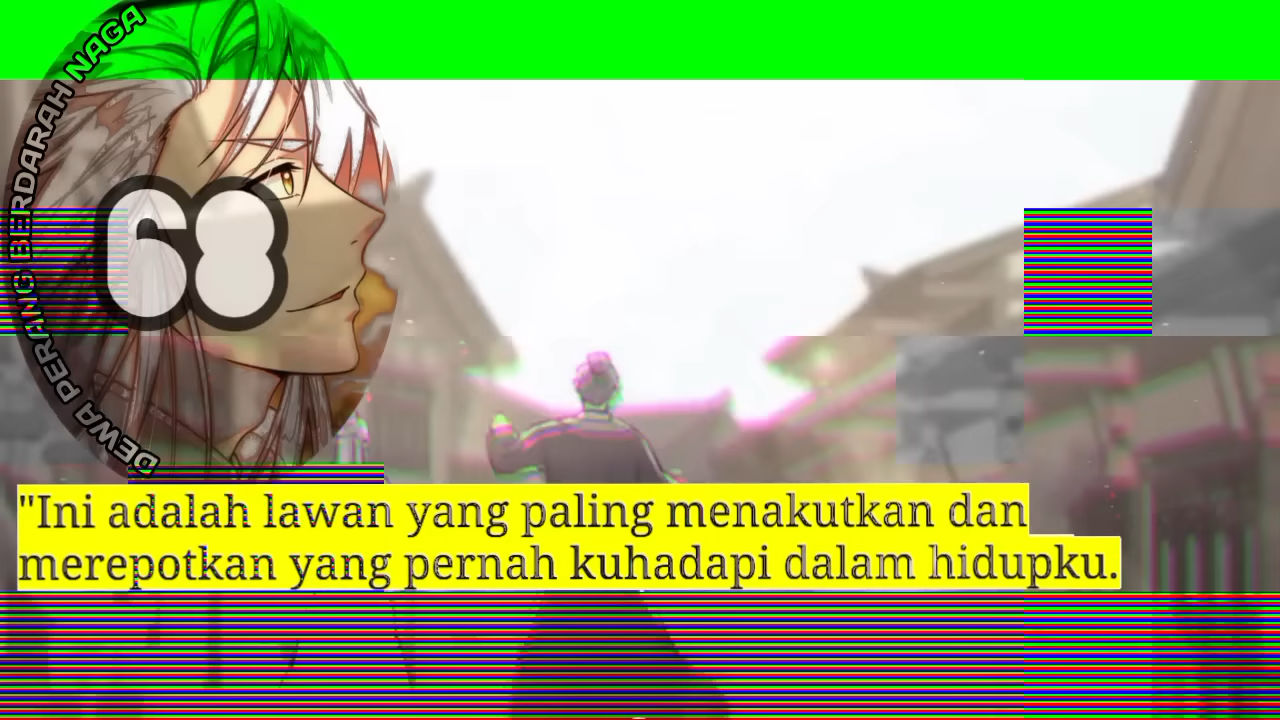 DEWA PERANG BERDARAH NAGA
68
"Ini adalah lawan yang paling menakutkan dan
merepotkan yang pernah kuhadapi dalam hidupku.